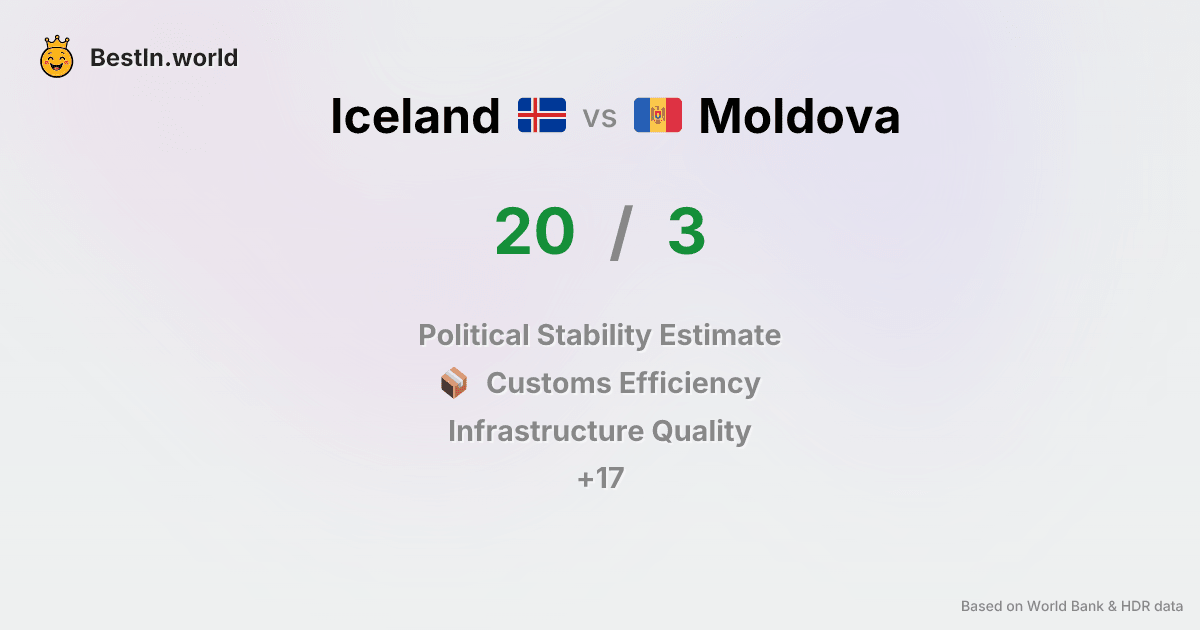 BestIn.world
Iceland vs Moldova
20 / 3
Political Stability Estimate
Customs Efficiency
Infrastructure Quality
+17
Based on World Bank & HDR data